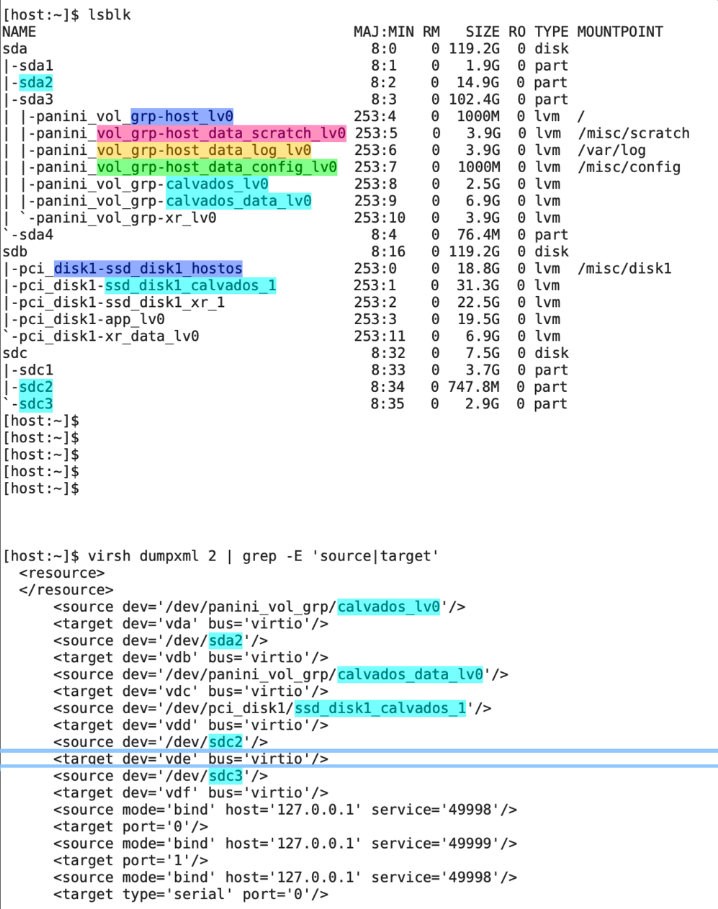 [host:~]$ lsblk
NAME MAJ:MIN RM SIZE RO TYPE MOUNTPOINT
sda 8:0 0 119.2G 0 disk
|-sda1 8:1 0 1.9G 0 part
|-sda2 8:2 0 14.9G 0 part
|-sda3 8:3 0 102.4G 0 part
| |-panini_vol_grp-host_lv0 253:4 0 1000M 0 lvm /
| |-panini_vol_grp-host_data_scratch_lv0 253:5 0 3.9G 0 lvm /misc/scratch
| |-panini_vol_grp-host_data_log_lv0 253:6 0 3.9G 0 lvm /var/log
| |-panini_vol_grp-host_data_config_lv0 253:7 0 1000M 0 lvm /misc/config
| |-panini_vol_grp-calvados_lv0 253:8 0 2.5G 0 lvm
| |-panini_vol_grp-calvados_data_lv0 253:9 0 6.9G 0 lvm
| `-panini_vol_grp-xr_lv0 253:10 0 3.9G 0 lvm
`-sda4 8:4 0 76.4M 0 part
sdb 8:16 0 119.2G 0 disk
|-pci_disk1-ssd_disk1_hostos 253:0 0 18.8G 0 lvm /misc/disk1
|-pci_disk1-ssd_disk1_calvados_1 253:1 0 31.3G 0 lvm
|-pci_disk1-ssd_disk1_xr_1 253:2 0 22.5G 0 lvm
|-pci_disk1-app_lv0 253:3 0 19.5G 0 lvm
`-pci_disk1-xr_data_lv0 253:11 0 6.9G 0 lvm
sdc 8:32 0 7.5G 0 disk
|-sdc1 8:33 0 3.7G 0 part
|-sdc2 8:34 0 747.8M 0 part
`-sdc3 8:35 0 2.9G 0 part
[host:~]$
[host:~]$
[host:~]$
[host:~]$
[host:~]$
[host:~]$ virsh dumpxml 2 | grep -E 'source|target'
<resource>
</resource>
<source dev='/dev/panini_vol_grp/calvados_lv0'/>
<target dev='vda' bus='virtio'/>
<source dev='/dev/sda2'/>
<target dev='vdb' bus='virtio'/>
<source dev='/dev/panini_vol_grp/calvados_data_lv0'/>
<target dev='vdc' bus='virtio'/>
<source dev='/dev/pci_disk1/ssd_disk1_calvados_1'/>
<target dev='vdd' bus='virtio'/>
<source dev='/dev/sdc2'/>
<target dev='vde' bus='virtio'/>
<source dev='/dev/sdc3'/>
<target dev='vdf' bus='virtio'/>
<source mode='bind' host='127.0.0.1' service='49998'/>
<target port='0'/>
<source mode='bind' host='127.0.0.1' service='49999'/>
<target port='1'/>
<source mode='bind' host='127.0.0.1' service='49998'/>
<target type='serial' port='0'/>